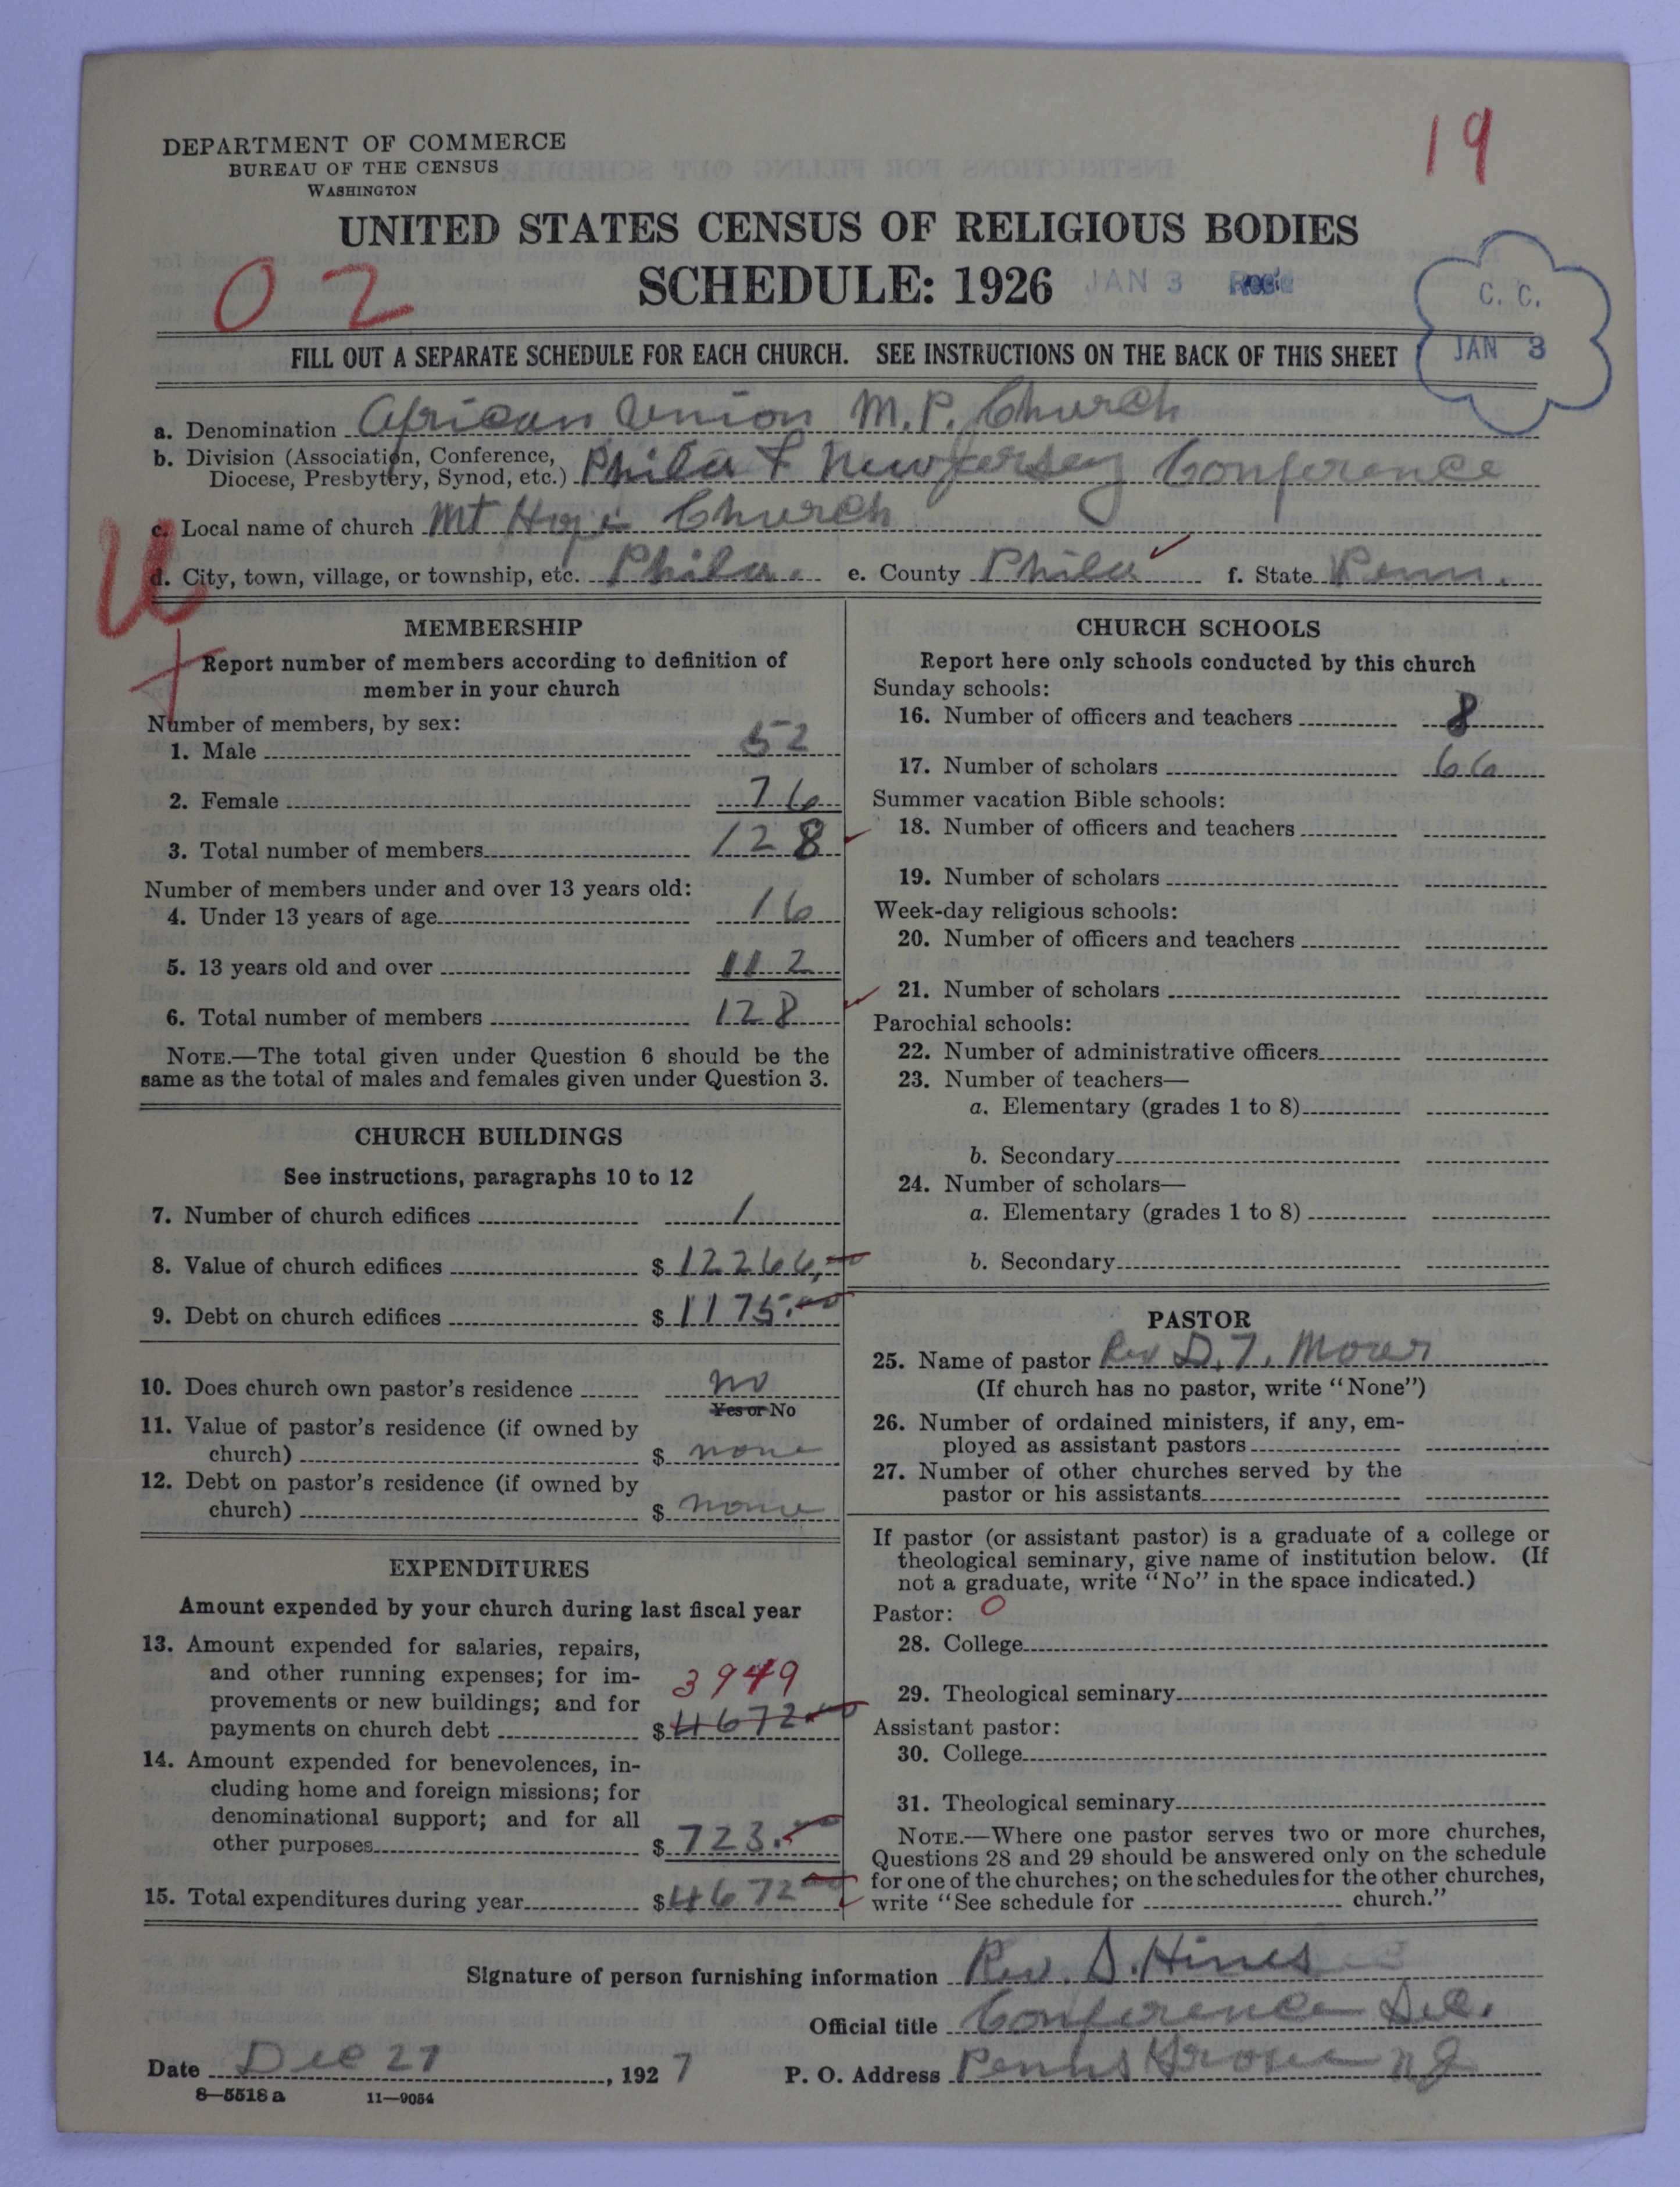 19
DEPARTMENT OF COMMERCE
BUREAU OF THE CENSUS
WASHINGTON
UNITED STATES CENSUS OF RELIGIOUS BODIES
SCHEDULE: 1926 JAN 3
02
C. C.
JAN 3
FILL OUT A SEPARATE SCHEDULE FOR EACH CHURCH. SEE INSTRUCTIONS ON THE BACK OF THIS SHEET
a. Denomination African Union M.P. Church
b. Division (Association, Conference,
Diocese, Presbytery, Synod, etc.) Phila & New Jersey Conference
c. Local name of church Mt Hope Church
d. City, town, village, or township, etc. Phila. e. County Phila f. State Penn.
U
MEMBERSHIP
Report number of members according to definition of
member in your church
Number of members, by sex:
1. Male 52
2. Female 76
3. Total number of members 128
Number of members under and over 13 years old:
4. Under 13 years of age 16
5. 13 years old and over 112
6. Total number of members 128
NOTE.—The total given under Question 6 should be the
same as the total of males and females given under Question 3.
CHURCH BUILDINGS
See instructions, paragraphs 10 to 12
7. Number of church edifices 1
8. Value of church edifices $12266,00
9. Debt on church edifices $1175.00
10. Does church own pastor's residence no
Yes or No
11. Value of pastor's residence (if owned by
church) $ none
12. Debt on pastor's residence (if owned by
church) $ none
EXPENDITURES
Amount expended by your church during last fiscal year
13. Amount expended for salaries, repairs,
and other running expenses; for im-
provements or new buildings; and for 3949
payments on church debt $4672.00
14. Amount expended for benevolences, in-
cluding home and foreign missions; for
denominational support; and for all
other purposes $723.
15. Total expenditures during year $4672 00
CHURCH SCHOOLS
Report here only schools conducted by this church
Sunday schools:
16. Number of officers and teachers 8
17. Number of scholars 66
Summer vacation Bible schools:
18. Number of officers and teachers
19. Number of scholars
Week-day religious schools:
20. Number of officers and teachers
21. Number of scholars
Parochial schools:
22. Number of administrative officers
23. Number of teachers—
a. Elementary (grades 1 to 8)
b. Secondary
24. Number of scholars—
a. Elementary (grades 1 to 8)
b. Secondary
PASTOR
25. Name of pastor Rev D. T.
(If church has no pastor, write "None")
26. Number of ordained ministers, if any, em-
ployed as assistant pastors
27. Number of other churches served by the
pastor or his assistants
If pastor (or assistant pastor) is a graduate of a college or
theological seminary, give name of institution below. (If
not a graduate, write "No" in the space indicated.)
Pastor: O
28. College
29. Theological seminary
Assistant pastor:
30. College
31. Theological seminary
NOTE.—Where one pastor serves two or more churches,
Questions 28 and 29 should be answered only on the schedule
for one of the churches; on the schedules for the other churches,
write "See schedule for church."
Signature of person furnishing information Rev. S. Hines
Official title Conference Sec.
Date Dec 27, 1927 P. O. Address Penns Grove N J
8—5518 a 11—9054